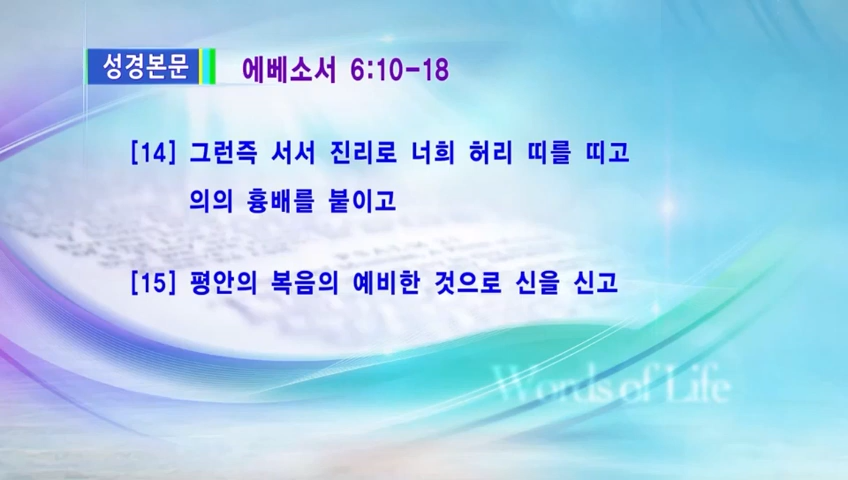 성경본문 에베소서 6:10-18
[14] 그런즉 서서 진리로 너희 허리 띠를 띠고
의의 흉배를 붙이고
[15] 평안의 복음의 예비한 것으로 신을 신고
Words of Life